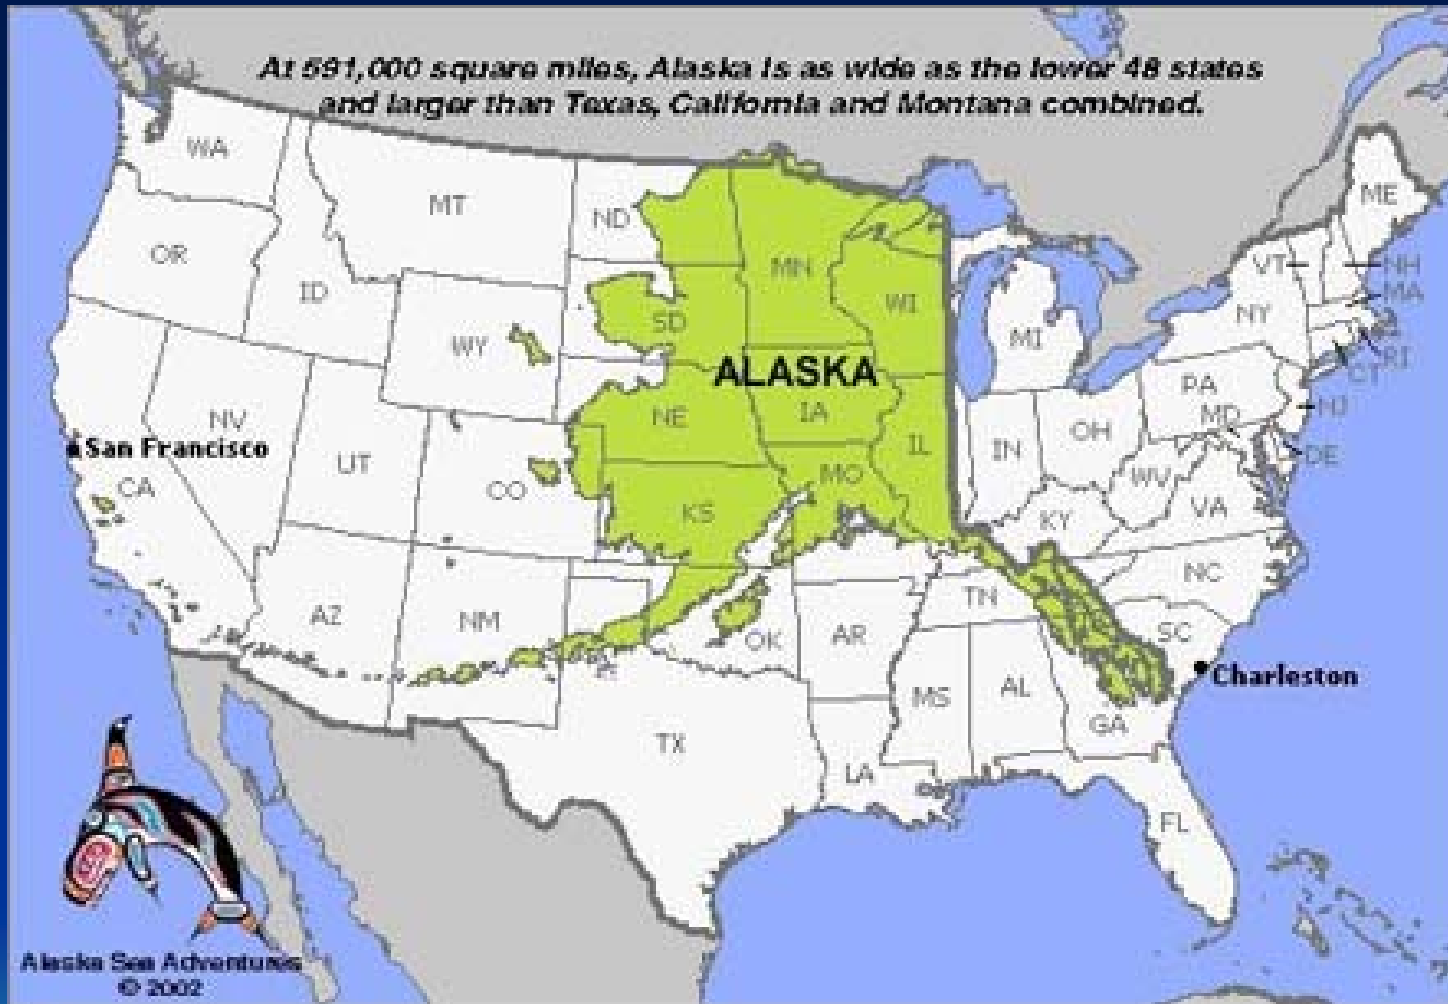 At 591,000 square miles, Alaska is as wide as the lower 48 states
and larger than Texas, California and Montana combined.
WA
MT
ND
MN
ME
OR
ID
SD
WI
VT
NH
MA
NY
WY
MI
RI
CT
ALASKA
PA
NV
NE
IA
MD
NJ
San Francisco
UT
IL
IN
OH
DE
CA
CO
MO
WV
KS
KY
VA
NC
AZ
NM
TN
OK
AR
SC
Charleston
MS
AL
GA
TX
LA
FL
Alaska Sea Adventures
© 2002